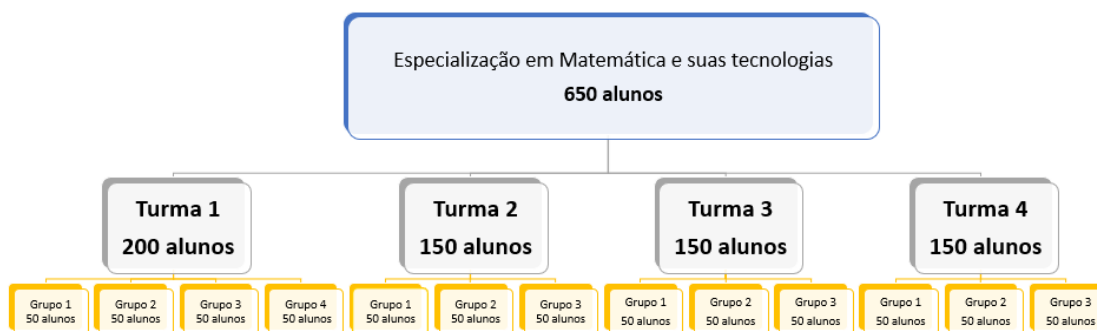 Especialização em Matemática e suas tecnologias
650 alunos
Turma 1
200 alunos
Turma 2
150 alunos
Turma 3
150 alunos
Turma 4
150 alunos
Grupo 1
50 alunos
Grupo 2
50 alunos
Grupo 3
50 alunos
Grupo 4
50 alunos
Grupo 1
50 alunos
Grupo 2
50 alunos
Grupo 3
50 alunos
Grupo 1
50 alunos
Grupo 2
50 alunos
Grupo 3
50 alunos
Grupo 1
50 alunos
Grupo 2
50 alunos
Grupo 3
50 alunos